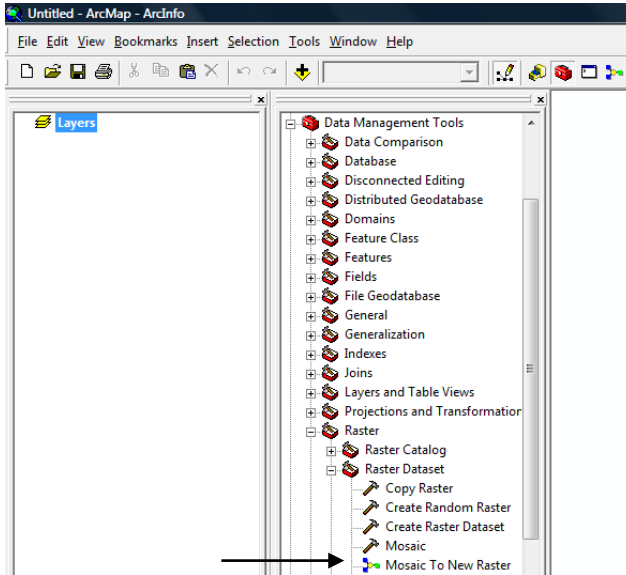 Untitled - ArcMap - ArcInfo
File Edit View Bookmarks Insert Selection Tools Window Help
Layers
Data Management Tools
Data Comparison
Database
Disconnected Editing
Distributed Geodatabase
Domains
Feature Class
Features
Fields
File Geodatabase
General
Generalization
Indexes
Joins
Layers and Table Views
Projections and Transformation
Raster
Raster Catalog
Raster Dataset
Copy Raster
Create Random Raster
Create Raster Dataset
Mosaic
Mosaic To New Raster